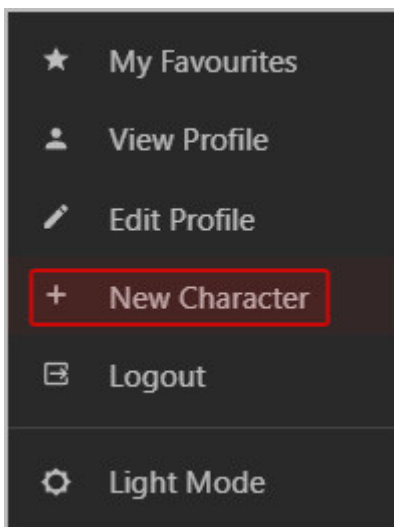 My Favourites
View Profile
Edit Profile
New Character
Logout
Light Mode